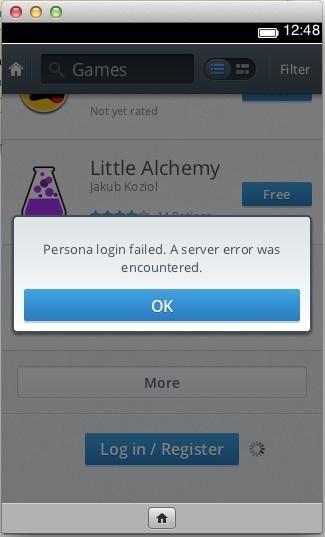 12:48
Games
Filter
Not yet rated
Little Alchemy
Jakub Koziol
Free
14 Ratings
Persona login failed. A server error was
encountered.
OK
More
Log in / Register